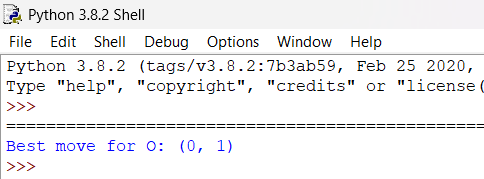 Python 3.8.2 Shell
File Edit Shell Debug Options Window Help
Python 3.8.2 (tags/v3.8.2:7b3ab59, Feb 25 2020,
Type "help", "copyright", "credits" or "license(
>>>
==================================================
Best move for O: (0, 1)
>>>